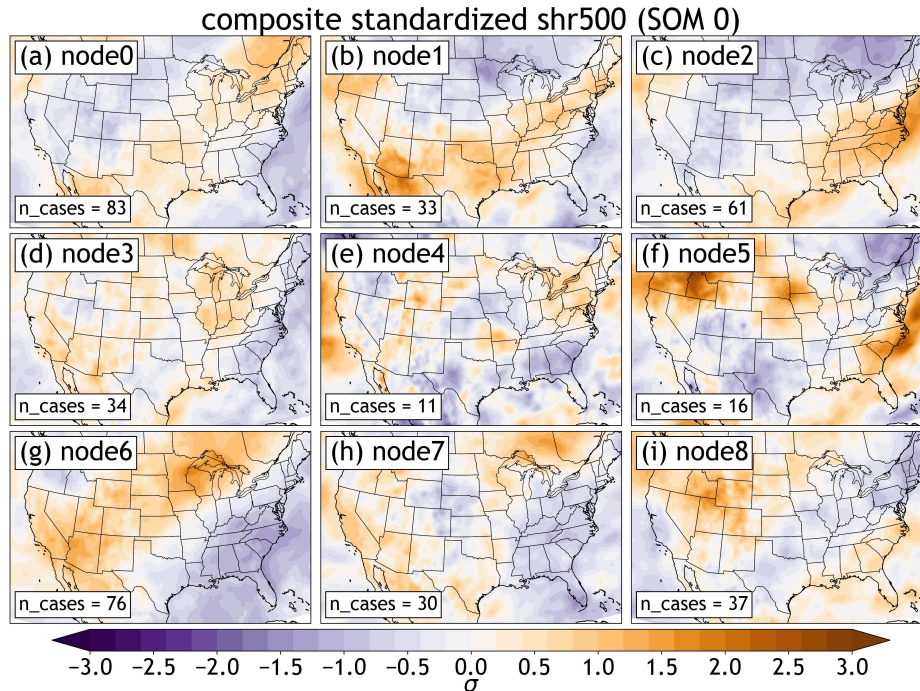 composite standardized shr500 (SOM 0)
(a) node0
(b) node1
(c) node2
n_cases = 83
n_cases = 33
n_cases = 61
(d) node3
(e) node4
(f) node5
n_cases = 34
n_cases = 11
n_cases = 16
(g) node6
(h) node7
(i) node8
n_cases = 76
n_cases = 30
n_cases = 37
−3.0 −2.5 −2.0 −1.5 −1.0 −0.5 0.0 0.5 1.0 1.5 2.0 2.5 3.0
σ